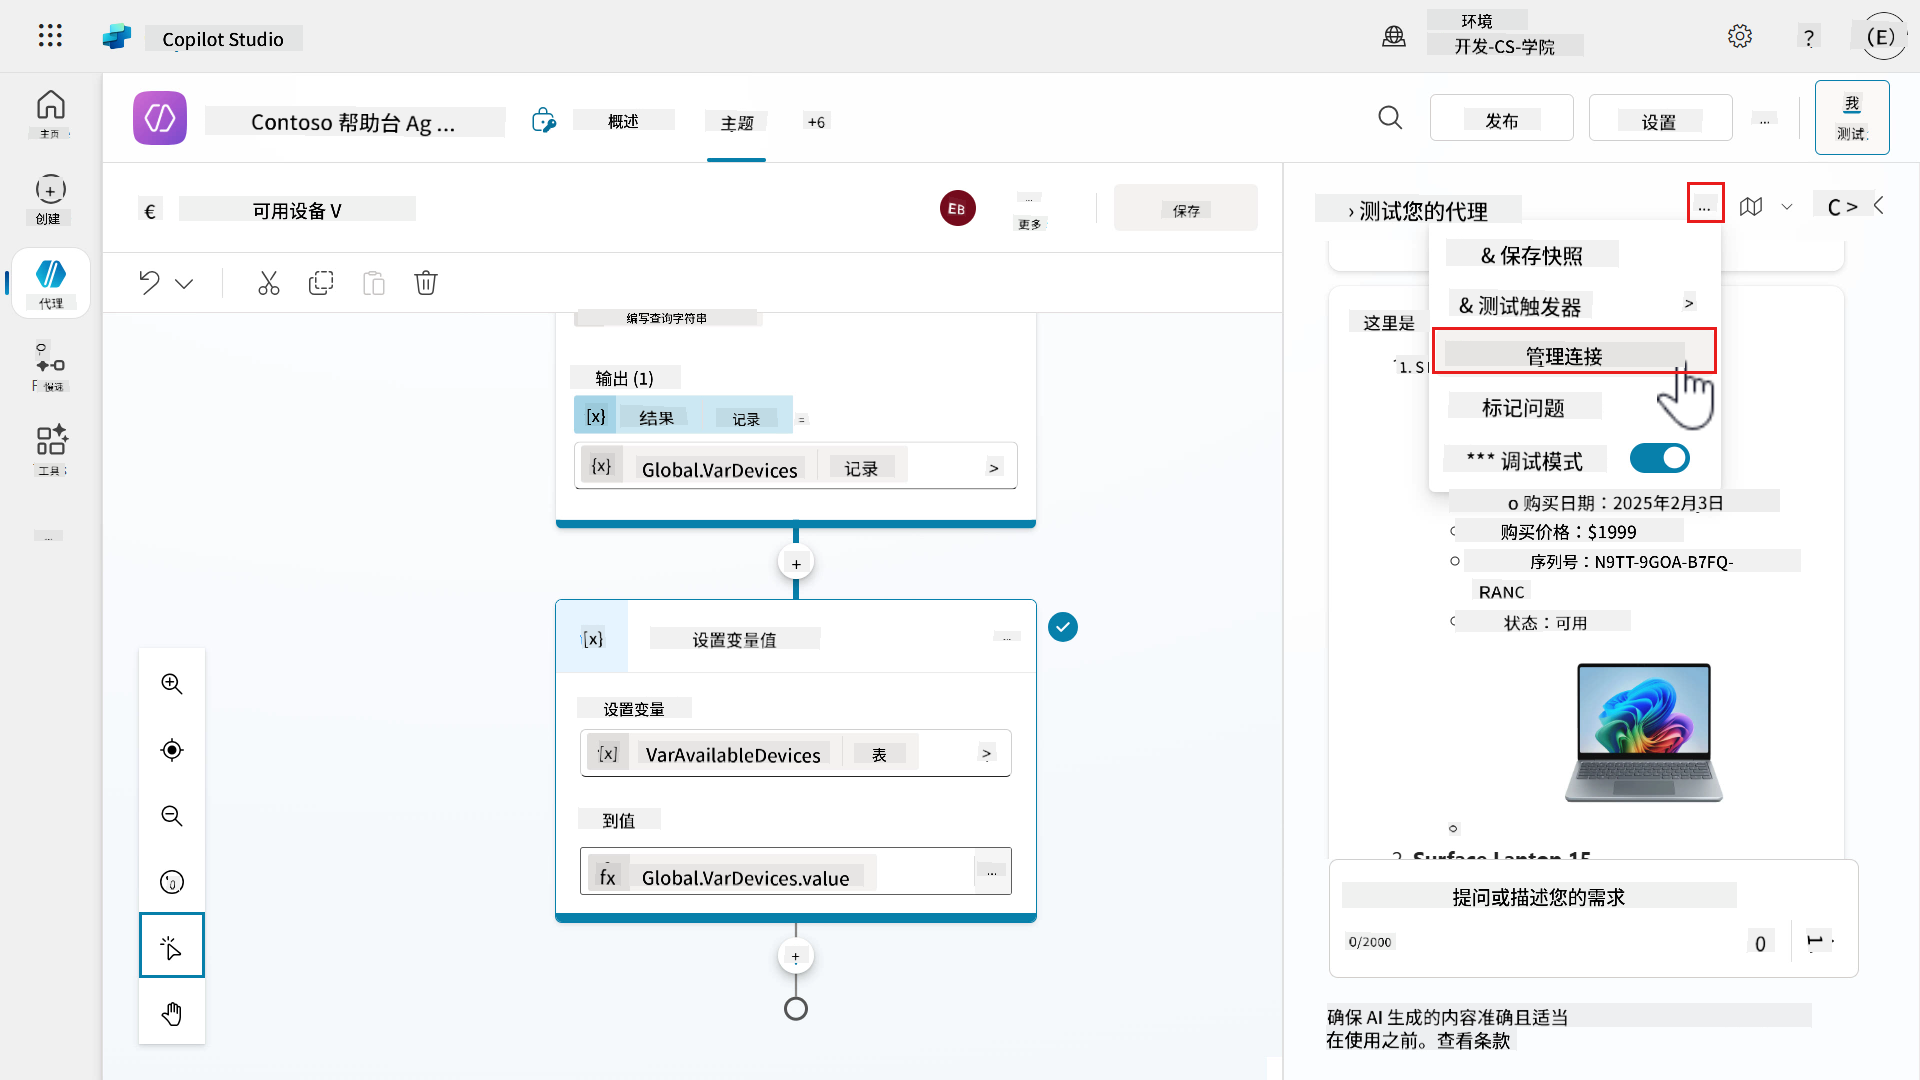 Copilot Studio
环境
开发-CS-学院
?
(E)
主页
创建
代理
慢速
工具
Contoso 帮助台 Ag ...
概述
主题
+6
发布
设置
...
我
测试
€
可用设备 V
EB
...
更多
保存
› 测试您的代理
...
C >
& 保存快照
& 测试触发器
>
管理连接
标记问题
*** 调试模式
编写查询字符串
输出 (1)
[x}
结果
记录
=
{x}
Global.VarDevices
记录
>
+
[x}
设置变量值
...
设置变量
[x]
VarAvailableDevices
表
>
到值
fx
Global.VarDevices.value
...
+
这里是
1. S
o 购买日期：2025年2月3日
购买价格：$1999
序列号：N9TT-9GOA-B7FQ-
RANC
状态：可用
o
2. Surface Laptop 15
提问或描述您的需求
0/2000
0
确保 AI 生成的内容准确且适当
在使用之前。查看条款